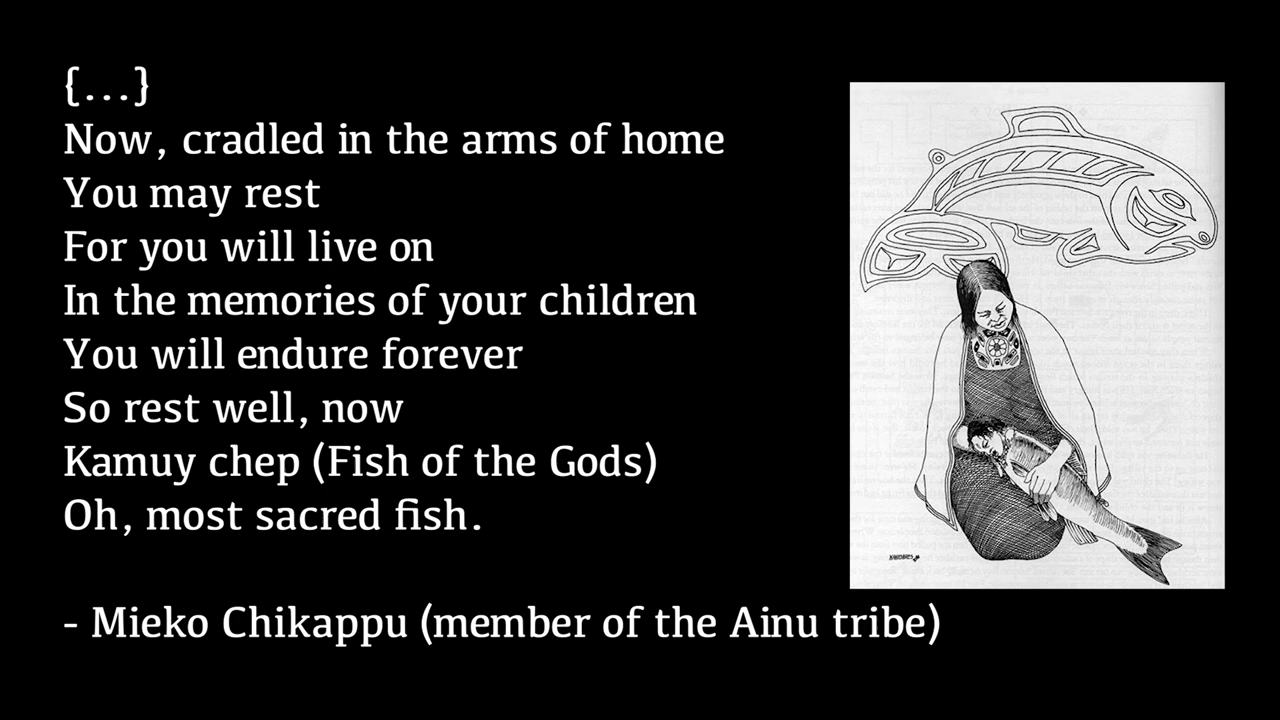 {...}
Now, cradled in the arms of home
You may rest
For you will live on
In the memories of your children
You will endure forever
So rest well, now
Kamuy chep (Fish of the Gods)
Oh, most sacred fish.
- Mieko Chikappu (member of the Ainu tribe)